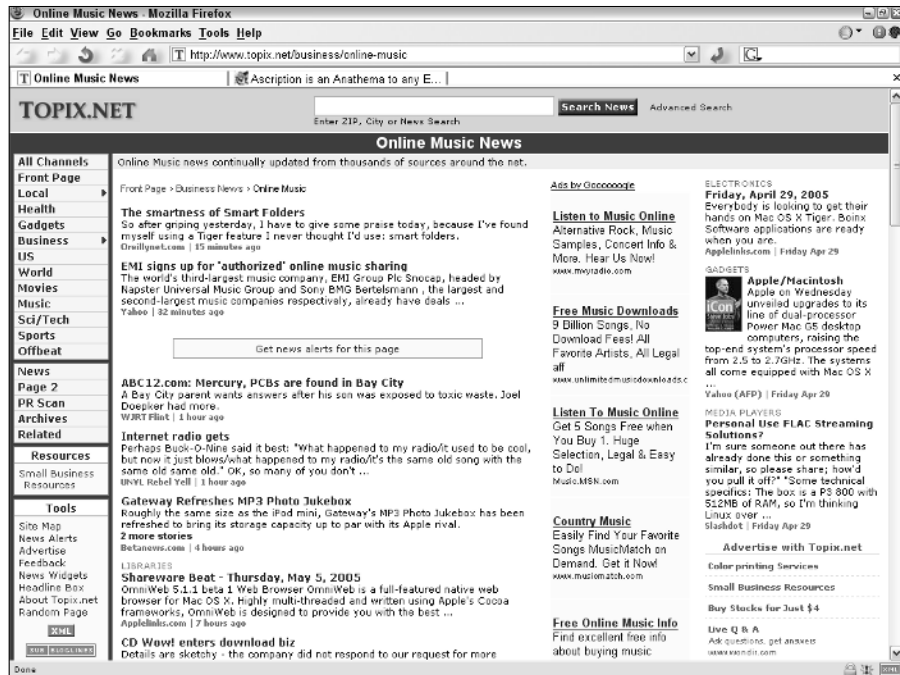 Online Music News - Mozilla Firefox
File Edit View Go Bookmarks Tools Help
http://www.topix.net/business/online-music
Online Music News
Ascription is an Anathema to any E...
TOPIX.NET
Search News
Advanced Search
Enter ZIP, City or News Search
Online Music News
All Channels
Front Page
Local
Health
Gadgets
Business
US
World
Movies
Music
Sci/Tech
Sports
Offbeat
News
Page 2
PR Scan
Archives
Related
Resources
Small Business
Resources
Tools
Site Map
News Alerts
Advertise
Feedback
News Widgets
Headline Box
About Topix.net
Random Page
XML
SUB BLOGLINES
Online Music news continually updated from thousands of sources around the net.
Front Page > Business News > Online Music
The smartness of Smart Folders
So after griping yesterday, I have to give some praise today, because I've found
myself using a Tiger feature I never thought I'd use: smart folders.
Oreillynet.com | 15 minutes ago
EMI signs up for 'authorized' online music sharing
The world's third-largest music company, EMI Group Plc Snocap, headed by
Napster Universal Music Group and Sony BMG Bertelsmann , the largest and
second-largest music companies respectively, already have deals ...
Yahoo | 32 minutes ago
Get news alerts for this page
ABC12.com: Mercury, PCBs are found in Bay City
A Bay City parent wants answers after his son was exposed to toxic waste. Joel
Doepker had more.
WJRT Flint | 1 hour ago
Internet radio gets
Perhaps Buck-O-Nine said it best: "What happened to my radio/it used to be cool,
but now it just blows/what happened to my radio/it's the same old song with the
same old same old." OK, so many of you don't ...
UNYL Rebel Yell | 1 hour ago
Gateway Refreshes MP3 Photo Jukebox
Roughly the same size as the iPod mini, Gateway's MP3 Photo Jukebox has been
refreshed to bring its storage capacity up to par with its Apple rival.
2 more stories
Betanews.com | 4 hours ago
LIBRARIES
Shareware Beat - Thursday, May 5, 2005
OmniWeb 5.1.1 beta 1 Web Browser OmniWeb is a full-featured native web
browser for Mac OS X. Highly multi-threaded and written using Apple's Cocoa
frameworks, OmniWeb is designed to provide you with the best ...
Applelinks.com | 7 hours ago
CD Wow! enters download biz
Details are sketchy - the company did not respond to our request for more
Ads by Goooooogle
Listen to Music Online
Alternative Rock, Music
Samples, Concert Info &
More. Hear Us Now!
www.mvyradio.com
Free Music Downloads
9 Billion Songs, No
Download Fees! All
Favorite Artists, All Legal
aff
www.unlimitedmusicdownloads.c
Listen To Music Online
Get 5 Songs Free when
You Buy 1. Huge
Selection, Legal & Easy
to Do!
Music.MSN.com
Country Music
Easily Find Your Favorite
Songs MusicMatch on
Demand. Get it Now!
www.musicmatch.com
Free Online Music Info
Find excellent free info
about buying music
ELECTRONICS
Friday, April 29, 2005
Everybody is looking to get their
hands on Mac OS X Tiger. Boinx
Software applications are ready
when you are.
Applelinks.com | Friday Apr 29
GADGETS
iCon
Apple/Macintosh
Apple on Wednesday
unveiled upgrades to its
line of dual-processor
Power Mac G5 desktop
computers, raising the
top-end system's processor speed
from 2.5 to 2.7GHz. The systems
all come equipped with Mac OS X
...
Yahoo (AFP) | Friday Apr 29
MEDIA PLAYERS
Personal Use FLAC Streaming
Solutions?
I'm sure someone out there has
already done this or something
similar, so please share; how'd
you pull it off?" "Some technical
specifics: The box is a P3 800 with
512MB of RAM, so I'm thinking
Linux over ...
Slashdot | Friday Apr 29
Advertise with Topix.net
Color printing Services
Small Business Resources
Buy Stocks for Just $4
Live Q & A
Ask questions, get answers
www.wondir.com
Done